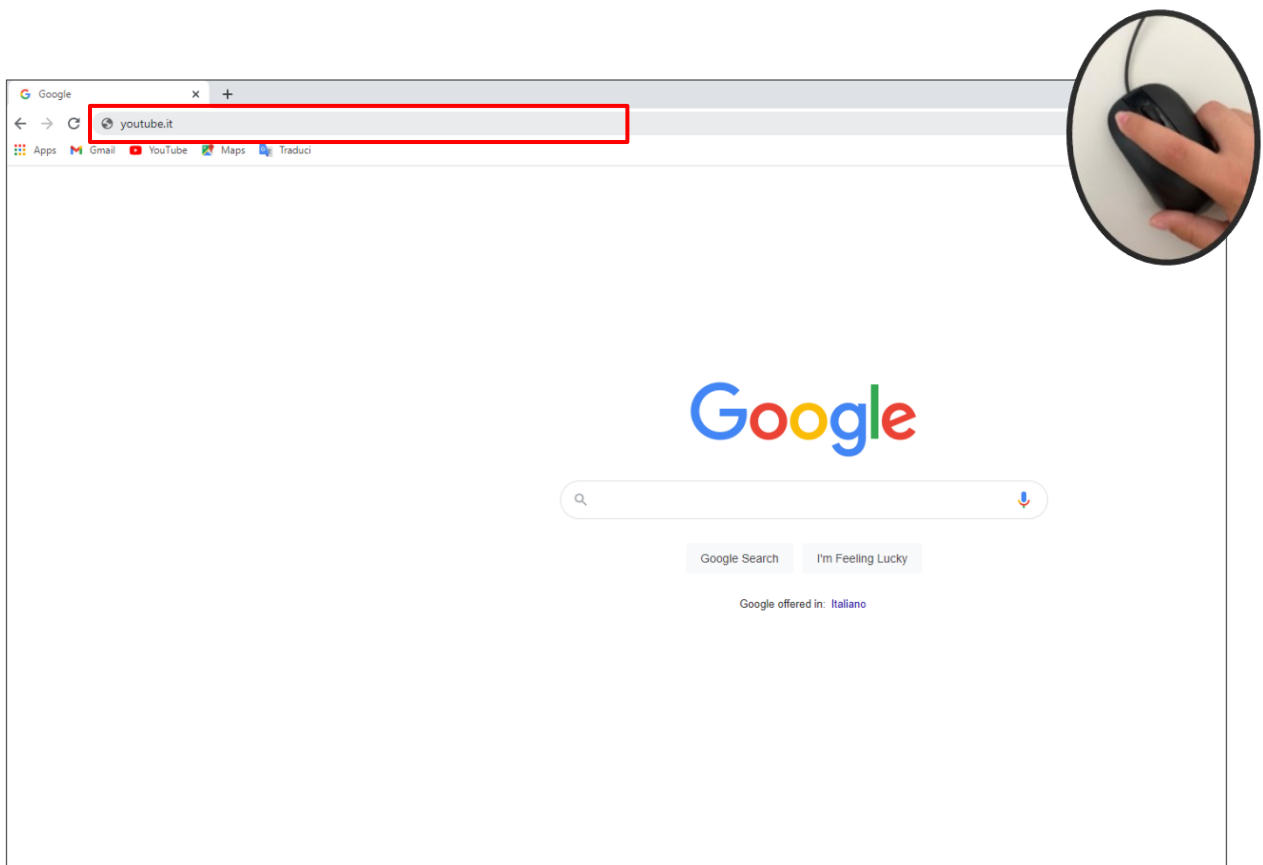 Google
youtube.it
Apps Gmail YouTube Maps Traduci
Google
Google Search I'm Feeling Lucky
Google offered in: Italiano